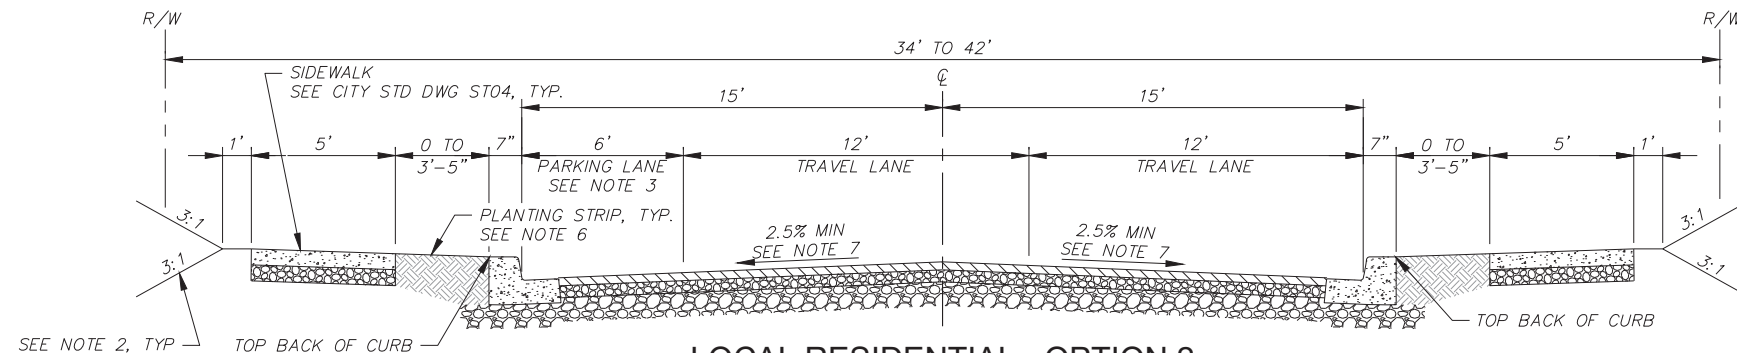 R/W
R/W
34' TO 42'
SIDEWALK
SEE CITY STD DWG ST04, TYP.
℄
15'
15'
1'
5'
0 TO
3'-5"
7"
6'
PARKING LANE
SEE NOTE 3
12'
TRAVEL LANE
12'
TRAVEL LANE
7"
0 TO
3'-5"
5'
1'
3:1
PLANTING STRIP, TYP.
SEE NOTE 6
2.5% MIN
SEE NOTE 7
2.5% MIN
SEE NOTE 7
3:1
3:1
3:1
SEE NOTE 2, TYP
TOP BACK OF CURB
TOP BACK OF CURB